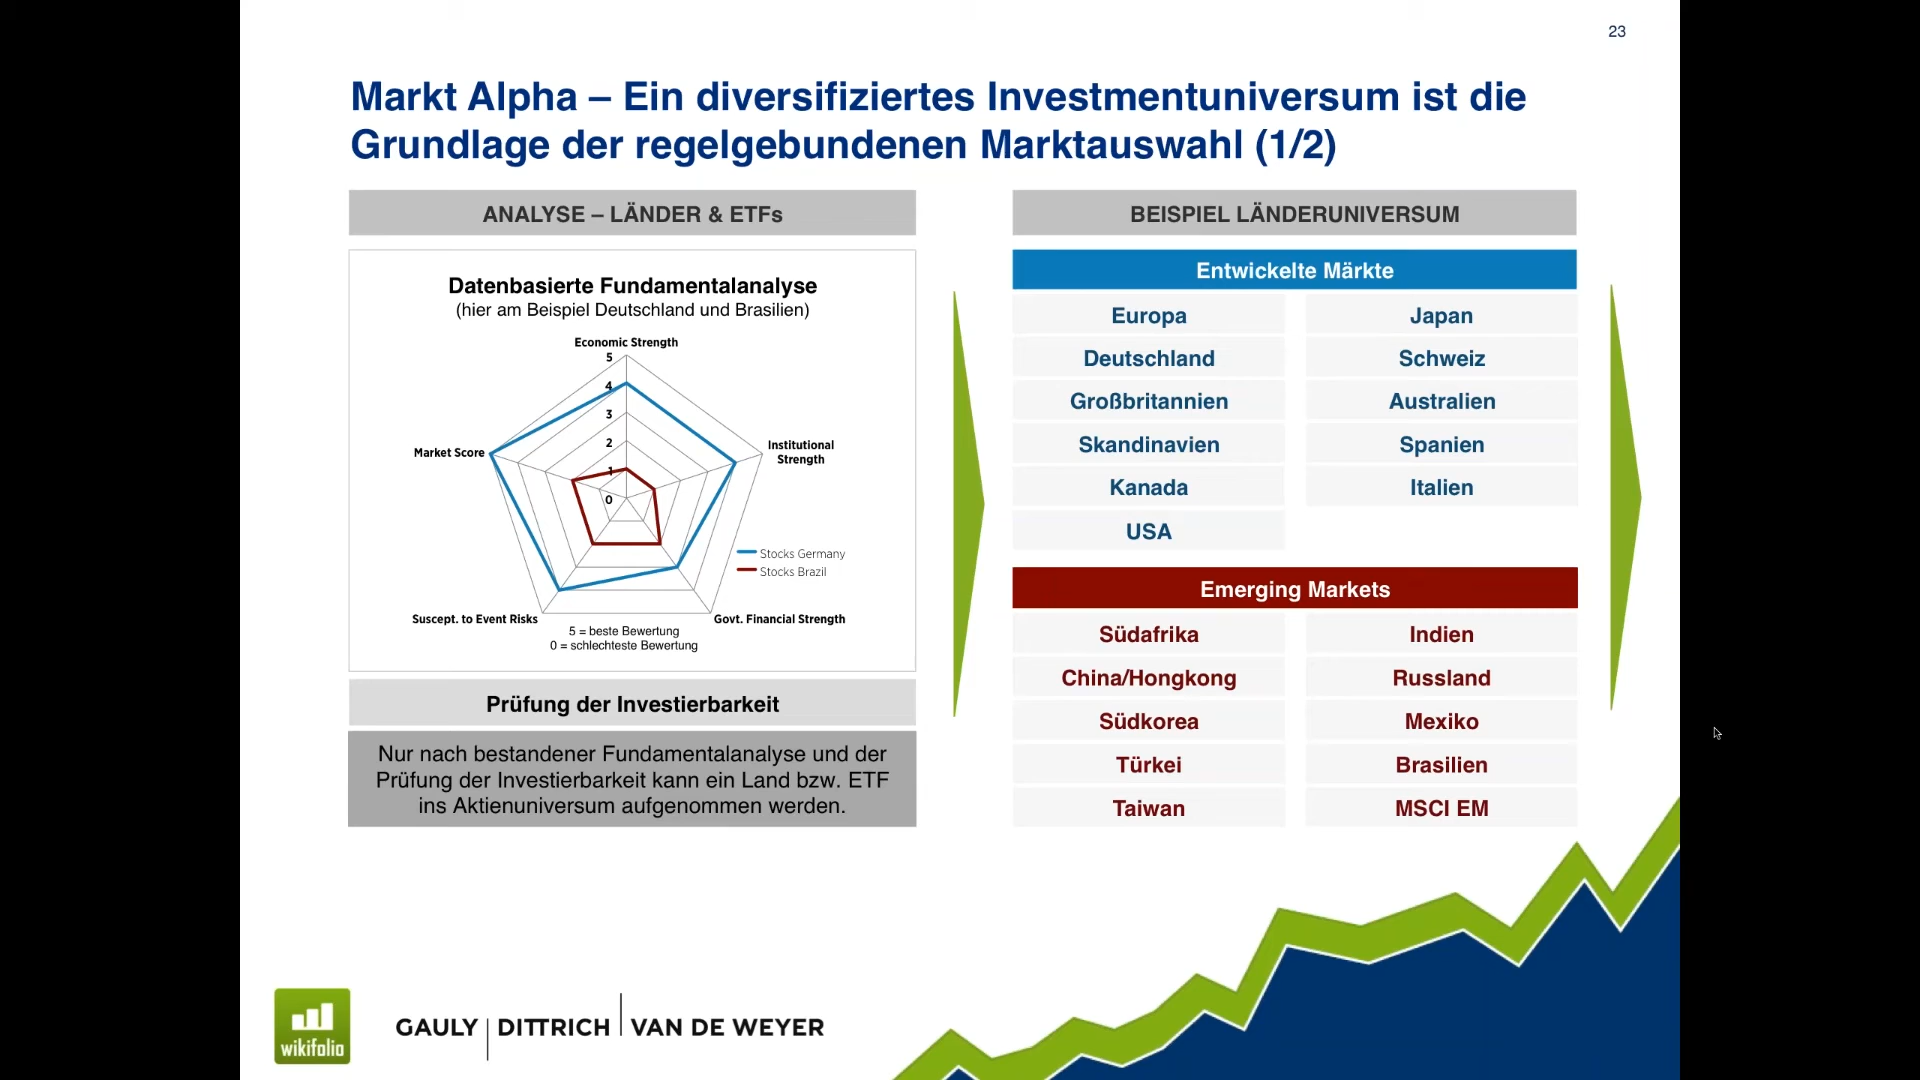 23
Markt Alpha – Ein diversifiziertes Investmentuniversum ist die
Grundlage der regelgebundenen Marktauswahl (1/2)
ANALYSE – LÄNDER & ETFs
Datenbasierte Fundamentalanalyse
(hier am Beispiel Deutschland und Brasilien)
Economic Strength
5
4
3
2
1
0
Market Score
Institutional
Strength
Stocks Germany
Stocks Brazil
Suscept. to Event Risks
Govt. Financial Strength
5 = beste Bewertung
0 = schlechteste Bewertung
Prüfung der Investierbarkeit
Nur nach bestandener Fundamentalanalyse und der
Prüfung der Investierbarkeit kann ein Land bzw. ETF
ins Aktienuniversum aufgenommen werden.
BEISPIEL LÄNDERUNIVERSUM
Entwickelte Märkte
Europa Japan
Deutschland Schweiz
Großbritannien Australien
Skandinavien Spanien
Kanada Italien
USA
Emerging Markets
Südafrika Indien
China/Hongkong Russland
Südkorea Mexiko
Türkei Brasilien
Taiwan MSCI EM
wikifolio
GAULY DITTRICH VAN DE WEYER